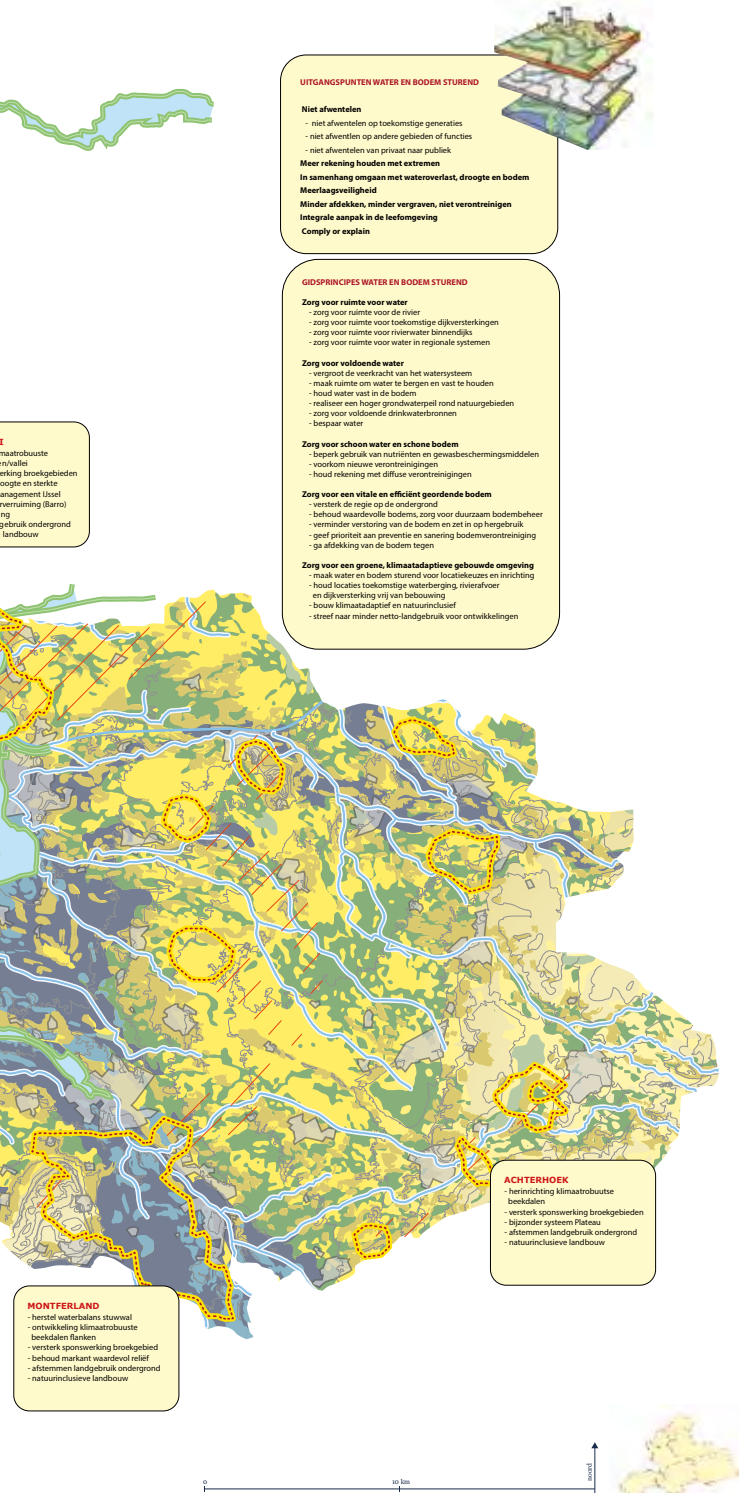 UITGANGSPUNTEN WATER EN BODEM STUREND
Niet afwentelen
- niet afwentelen op toekomstige generaties
- niet afwentlen op andere gebieden of functies
- niet afwentelen van privaat naar publiek
Meer rekening houden met extremen
In samenhang omgaan met wateroverlast, droogte en bodem
Meerlaagsveiligheid
Minder afdekken, minder vergraven, niet verontreinigen
Integrale aanpak in de leefomgeving
Comply or explain
GIDSPRINCIPES WATER EN BODEM STUREND
Zorg voor ruimte voor water
- zorg voor ruimte voor de rivier
- zorg voor ruimte voor toekomstige dijkversterkingen
- zorg voor ruimte voor rivierwater binnendijks
- zorg voor ruimte voor water in regionale systemen
Zorg voor voldoende water
- vergroot de veerkracht van het watersysteem
- maak ruimte om water te bergen en vast te houden
- houd water vast in de bodem
- realiseer een hoger grondwaterpeil rond natuurgebieden
- zorg voor voldoende drinkwaterbronnen
- bespaar water
Zorg voor schoon water en schone bodem
- beperk gebruik van nutriënten en gewasbeschermingsmiddelen
- voorkom nieuwe verontreinigingen
- houd rekening met diffuse verontreinigingen
Zorg voor een vitale en efficiënt geordende bodem
- versterk de regie op de ondergrond
- behoud waardevolle bodems, zorg voor duurzaam bodembeheer
- verminder verstoring van de bodem en zet in op hergebruik
- geef prioriteit aan preventie en sanering bodemverontreiniging
- ga afdekking van de bodem tegen
Zorg voor een groene, klimaatadaptieve gebouwde omgeving
- maak water en bodem sturend voor locatiekeuzes en inrichting
- houd locaties toekomstige waterberging, rivierafvoer
en dijkversterking vrij van bebouwing
- bouw klimaatadaptief en natuurinclusief
- streef naar minder netto-landgebruik voor ontwikkelingen
I
maatrobuuste
en/vallei
erking broekgebieden
oogte en sterkte
anagement IJssel
rverruiming (Barro)
ng
gebruik ondergrond
landbouw
ACHTERHOEK
- herinrichting klimaatrobuutse
beekdalen
- versterk sponswerking broekgebieden
- bijzonder systeem Plateau
- afstemmen landgebruik ondergrond
- natuurinclusieve landbouw
MONTFERLAND
- herstel waterbalans stuwwal
- ontwikkeling klimaatrobuuste
beekdalen flanken
- versterk sponswerking broekgebied
- behoud markant waardevol reliëf
- afstemmen landgebruik ondergrond
- natuurinclusieve landbouw
0 10 km
noord